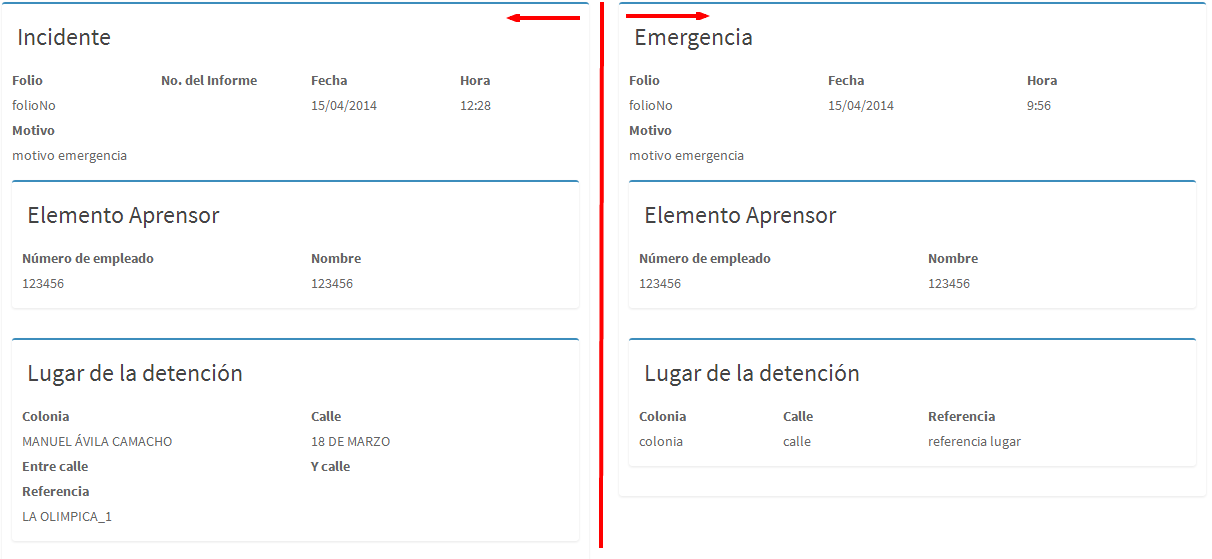 Incidente
Folio No. del Informe Fecha Hora
folioNo 15/04/2014 12:28
Motivo
motivo emergencia
Elemento Aprensor
Número de empleado Nombre
123456 123456
Lugar de la detención
Colonia Calle
MANUEL ÁVILA CAMACHO 18 DE MARZO
Entre calle Y calle
Referencia
LA OLIMPICA_1
Emergencia
Folio Fecha Hora
folioNo 15/04/2014 9:56
Motivo
motivo emergencia
Elemento Aprensor
Número de empleado Nombre
123456 123456
Lugar de la detención
Colonia Calle Referencia
colonia calle referencia lugar